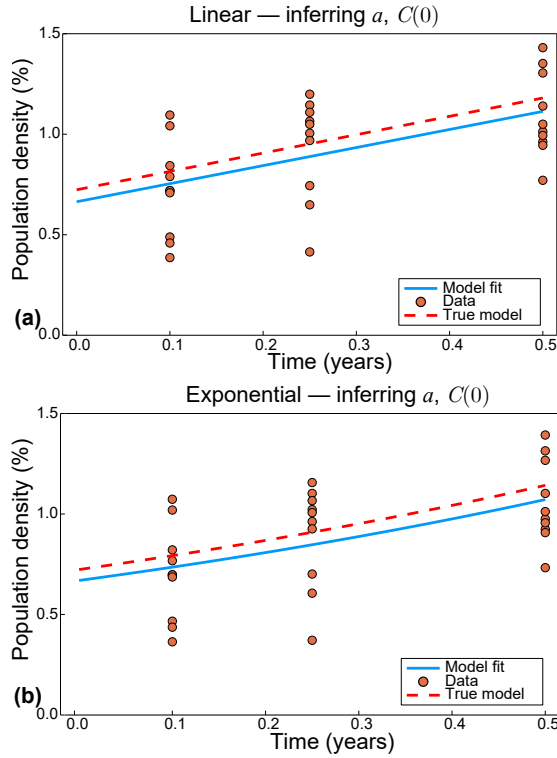 Linear — inferring a, C(0)
Population density (%)
1.5
1.0
0.5
0.0
(a)
Model fit
Data
True model
0.0 0.1 0.2 0.3 0.4 0.5
Time (years)
Exponential — inferring a, C(0)
Population density (%)
1.5
1.0
0.5
0.0
(b)
Model fit
Data
True model
0.0 0.1 0.2 0.3 0.4 0.5
Time (years)